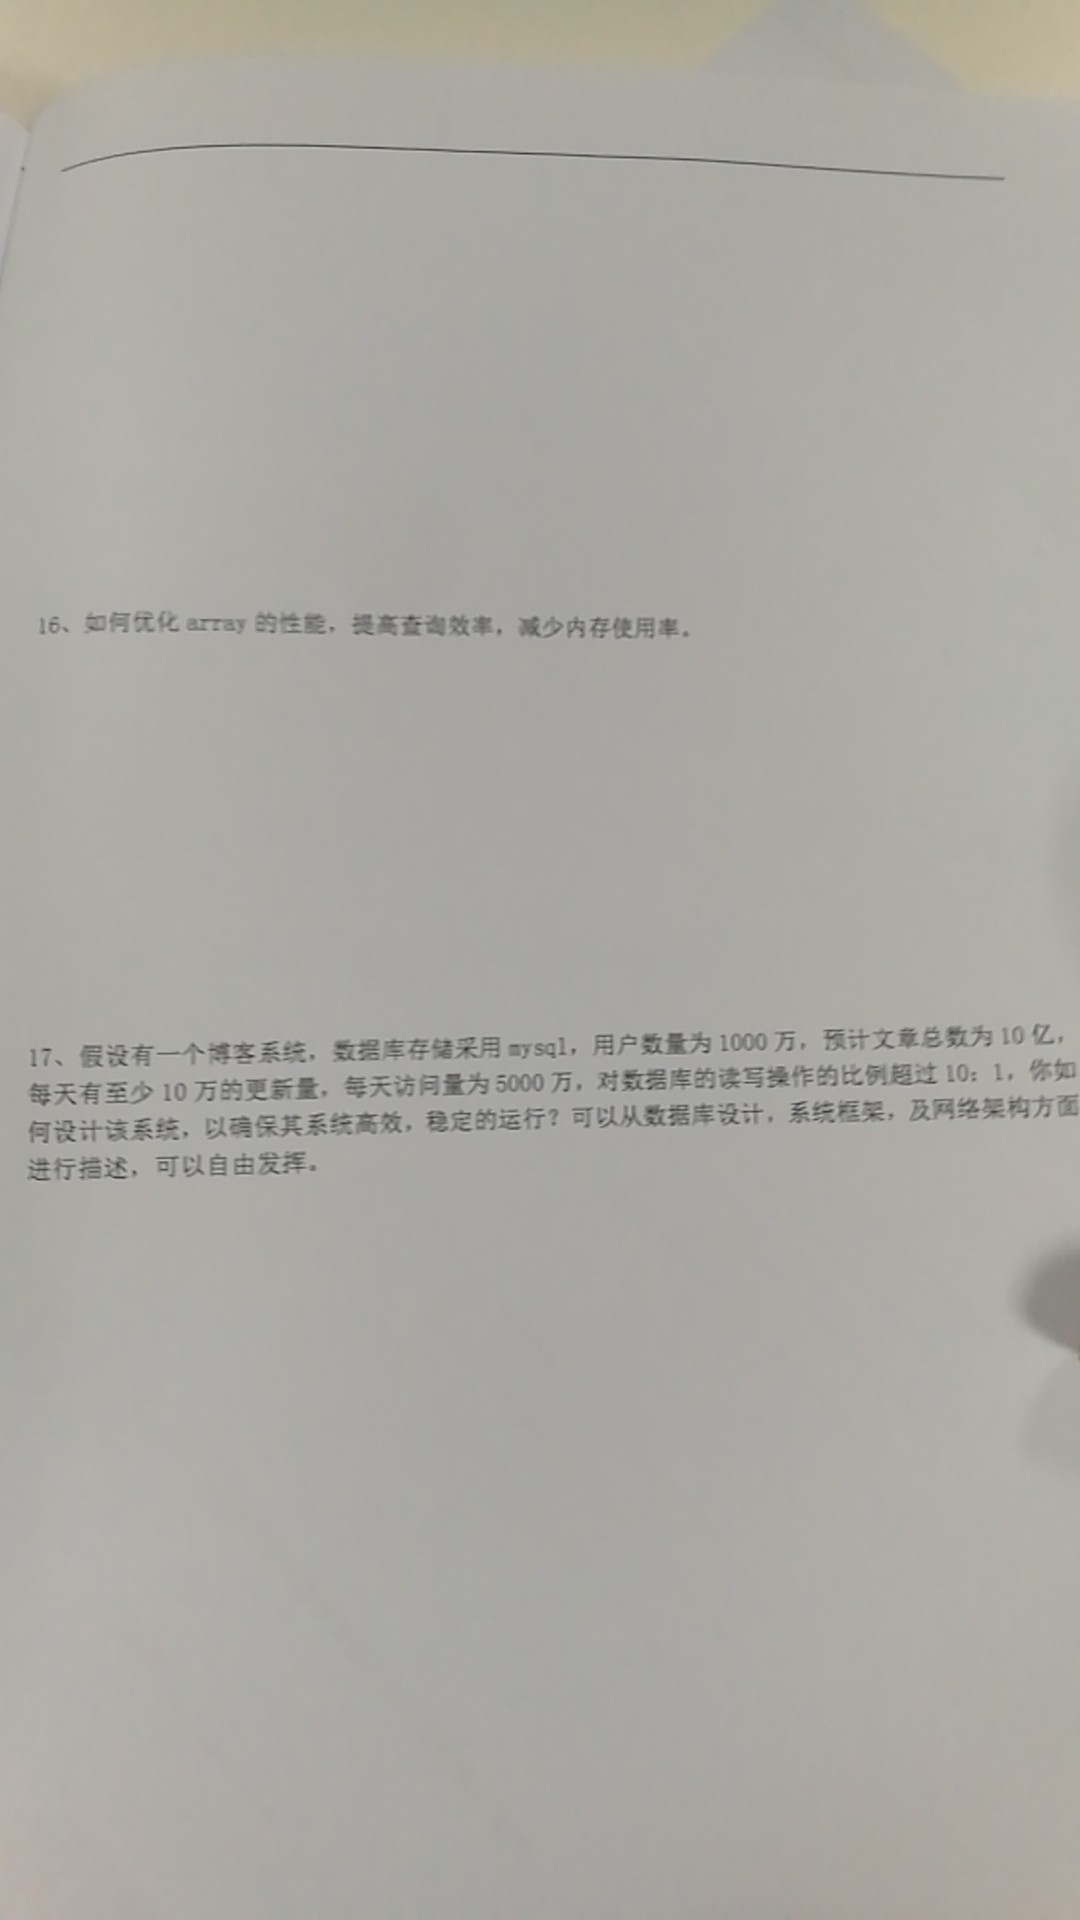 16、如何优化 array 的性能，提高查询效率，减少内存使用率。
17、假设有一个博客系统，数据库存储采用 mysql，用户数量为 1000 万，预计文章总数为 10 亿，
每天有至少 10 万的更新量，每天访问量为 5000 万，对数据库的读写操作的比例超过 10：1，你如
何设计该系统，以确保其系统高效，稳定的运行？可以从数据库设计，系统框架，及网络架构方面
进行描述，可以自由发挥。